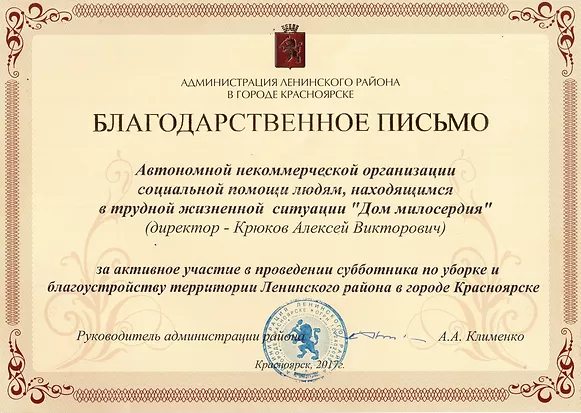 АДМИНИСТРАЦИЯ ЛЕНИНСКОГО РАЙОНА
В ГОРОДЕ КРАСНОЯРСКЕ
БЛАГОДАРСТВЕННОЕ ПИСЬМО
Автономной некоммерческой организации
социальной помощи людям, находящимся
в трудной жизненной ситуации "Дом милосердия"
(директор - Крюков Алексей Викторович)
за активное участие в проведении субботника по уборке и
благоустройству территории Ленинского района в городе Красноярске
Руководитель администрации района А.А. Клименко
Красноярск, 2017г.